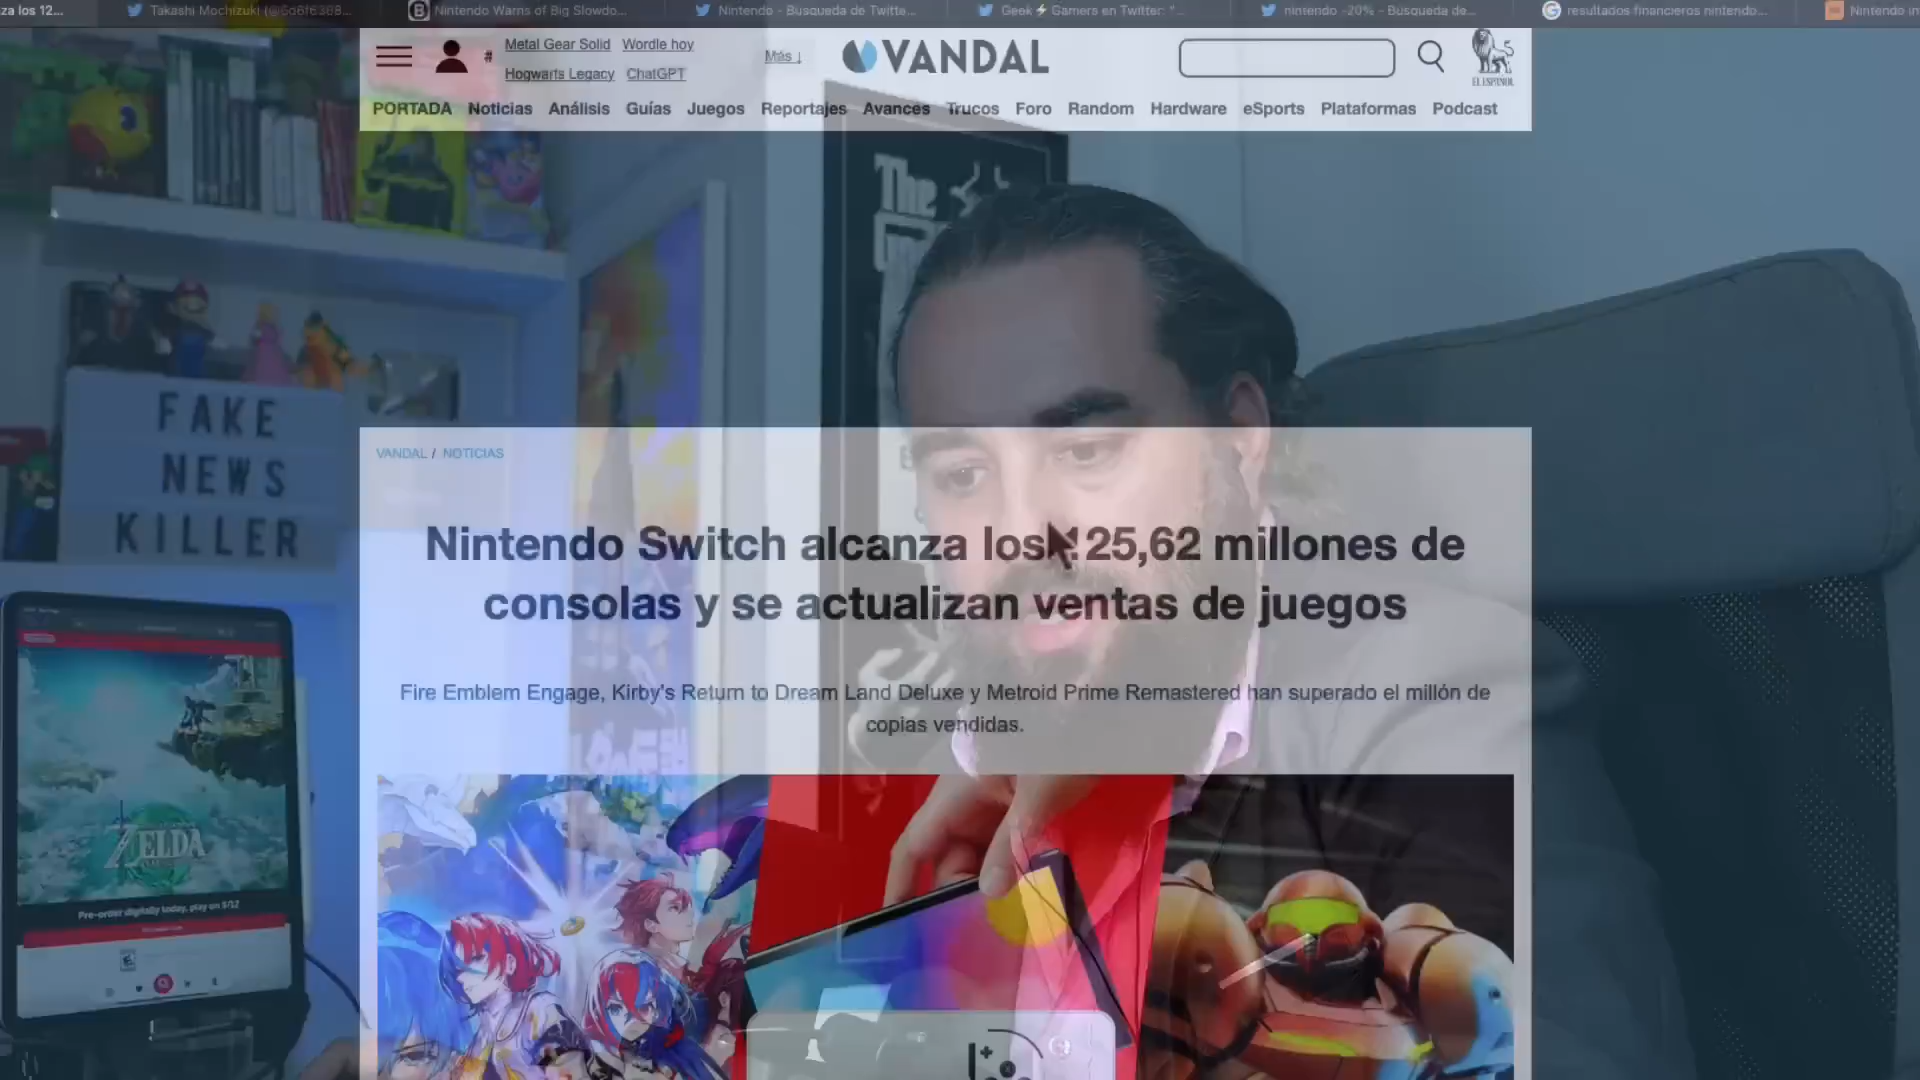 za los 12...
Takashi Mochizuki (@6d6f6368...
Nintendo Warns of Big Slowdo...
Nintendo - Búsqueda de Twitte...
Geek⚡Gamers en Twitter: "...
nintendo -20% - Búsqueda de...
resultados financieros nintendo...
Nintendo in
# Metal Gear Solid Wordle hoy
Hogwarts Legacy ChatGPT
Más ↓
VANDAL
EL ESPAÑOL
PORTADA Noticias Análisis Guías Juegos Reportajes Avances Trucos Foro Random Hardware eSports Plataformas Podcast
The
FAKE
NEWS
KILLER
VANDAL / NOTICIAS
Nintendo Switch alcanza los 125,62 millones de
consolas y se actualizan ventas de juegos
Fire Emblem Engage, Kirby's Return to Dream Land Deluxe y Metroid Prime Remastered han superado el millón de
copias vendidas.
ZELDA
Pre-order digitally today, play on 5/12